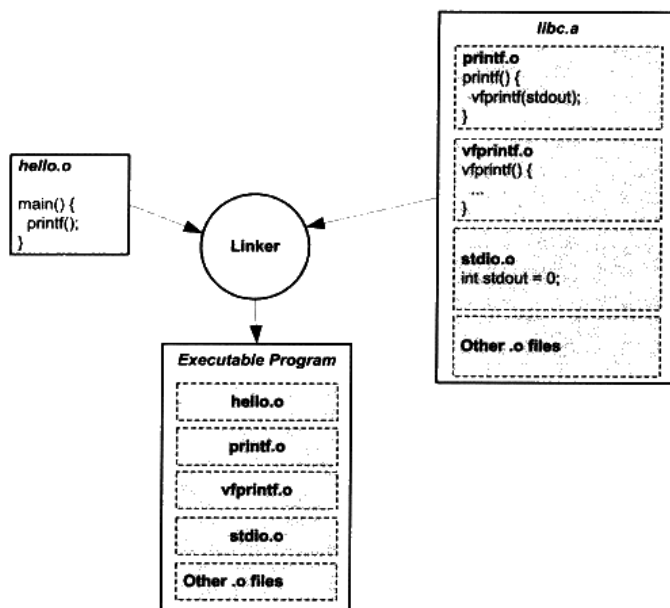 libc.a
printf.o
printf() {
vfprintf(stdout);
}
vfprintf.o
vfprintf() {
...
}
stdio.o
int stdout = 0;
Other .o files
hello.o
main() {
printf();
}
Linker
Executable Program
hello.o
printf.o
vfprintf.o
stdio.o
Other .o files